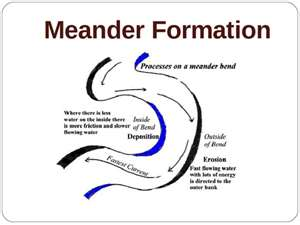 Meander Formation
Processes on a meander bend
Where there is less
water on the inside there
is more friction and slower
flowing water
Inside
of Bend
Deposition
Outside
of Bend
Erosion
Fast flowing water
with lots of energy
is directed to the
outer bank
Fastest Current